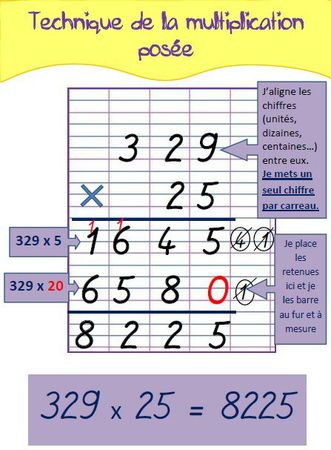 Technique de la multiplication
posée
J'aligne les
chiffres
(unités,
dizaines,
centaines...)
entre eux.
Je mets un
seul chiffre
par carreau.
3 2 9
× 2 5
1 1
329 x 5
1 6 4 5
4 1
329 x 20
6 5 8 0
1
Je place
les
retenues
ici et je
les barre
au fur et à
mesure
8 2 2 5
329 x 25 = 8225